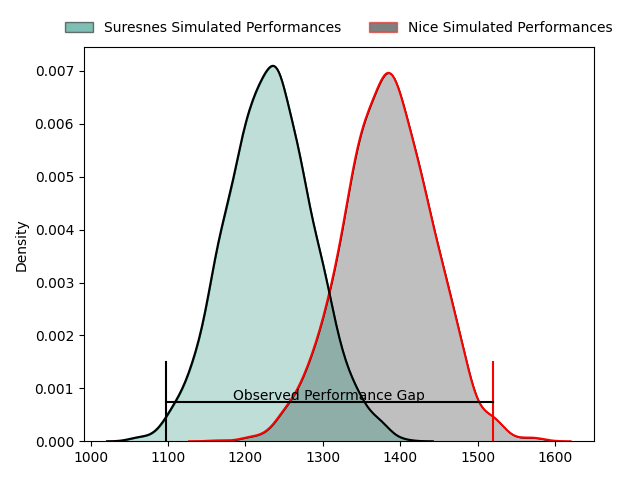 Suresnes Simulated Performances Nice Simulated Performances
0.007
0.006
0.005
0.004
0.003
0.002
0.001
0.000
Density
Observed Performance Gap
1000 1100 1200 1300 1400 1500 1600